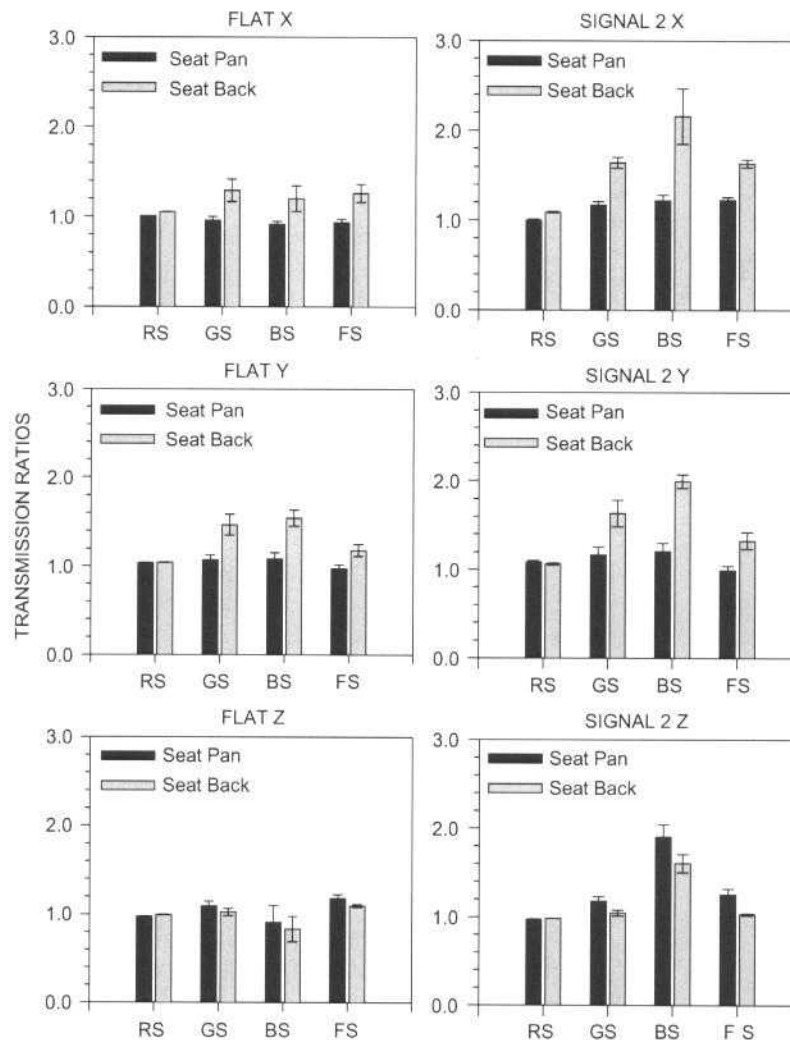 FLAT X
3.0
2.0
1.0
0.0
Seat Pan
Seat Back
RS GS BS FS
SIGNAL 2 X
3.0
2.0
1.0
0.0
Seat Pan
Seat Back
RS GS BS FS
TRANSMISSION RATIOS
FLAT Y
3.0
2.0
1.0
0.0
Seat Pan
Seat Back
RS GS BS FS
SIGNAL 2 Y
3.0
2.0
1.0
0.0
Seat Pan
Seat Back
RS GS BS FS
FLAT Z
3.0
2.0
1.0
0.0
Seat Pan
Seat Back
RS GS BS FS
SIGNAL 2 Z
3.0
2.0
1.0
0.0
Seat Pan
Seat Back
RS GS BS F S